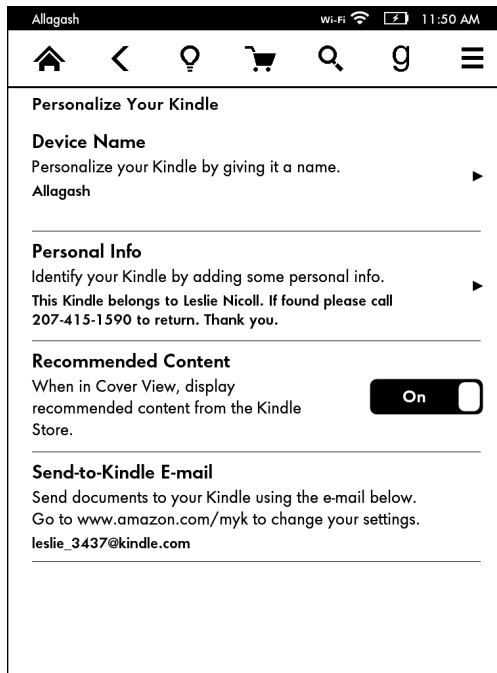 Allagash Wi-Fi 11:50 AM
g
Personalize Your Kindle
Device Name
Personalize your Kindle by giving it a name.
Allagash
Personal Info
Identify your Kindle by adding some personal info.
This Kindle belongs to Leslie Nicoll. If found please call
207-415-1590 to return. Thank you.
Recommended Content
When in Cover View, display
recommended content from the Kindle
Store.
On
Send-to-Kindle E-mail
Send documents to your Kindle using the e-mail below.
Go to www.amazon.com/myk to change your settings.
leslie_3437@kindle.com